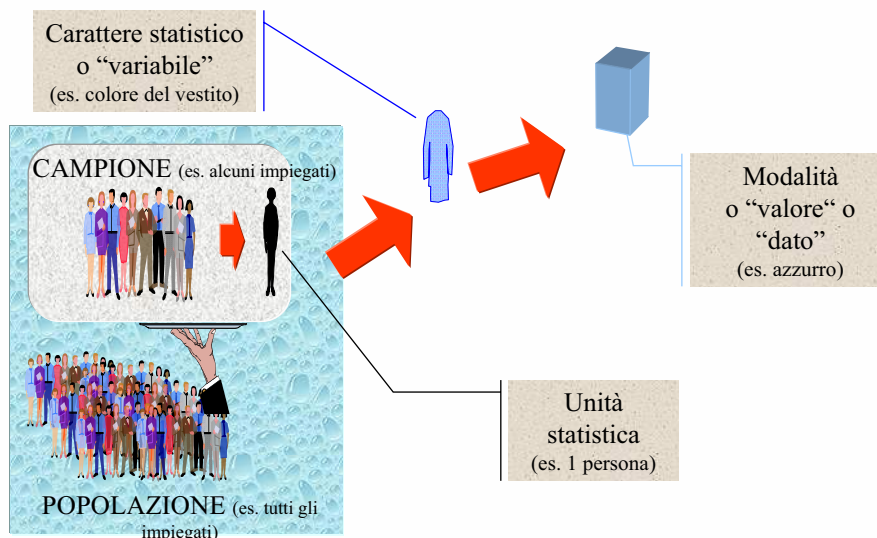 Carattere statistico
o “variabile”
(es. colore del vestito)
CAMPIONE (es. alcuni impiegati)
Modalità
o “valore“ o
“dato”
(es. azzurro)
Unità
statistica
(es. 1 persona)
POPOLAZIONE (es. tutti gli
impiegati)